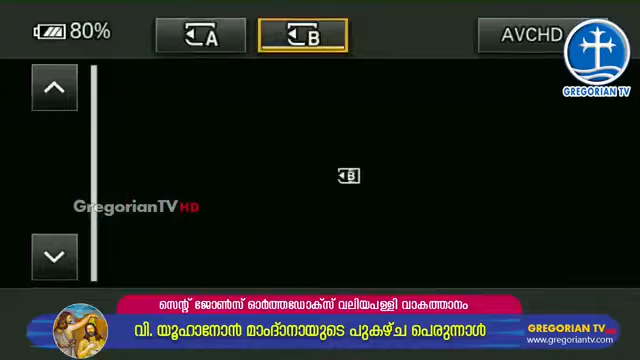 80%
A
B
AVCHD
GREGORIAN TV
B
GregorianTV HD
സെന്റ് ജോൺസ് ഓർത്തഡോക്സ് വലിയപള്ളി വാകത്താനം
വി. യൂഹാനോൻ മാംദാനായുടെ പുകഴ്ച പെരുന്നാൾ
GREGORIAN TV
www.gregoriantv.com